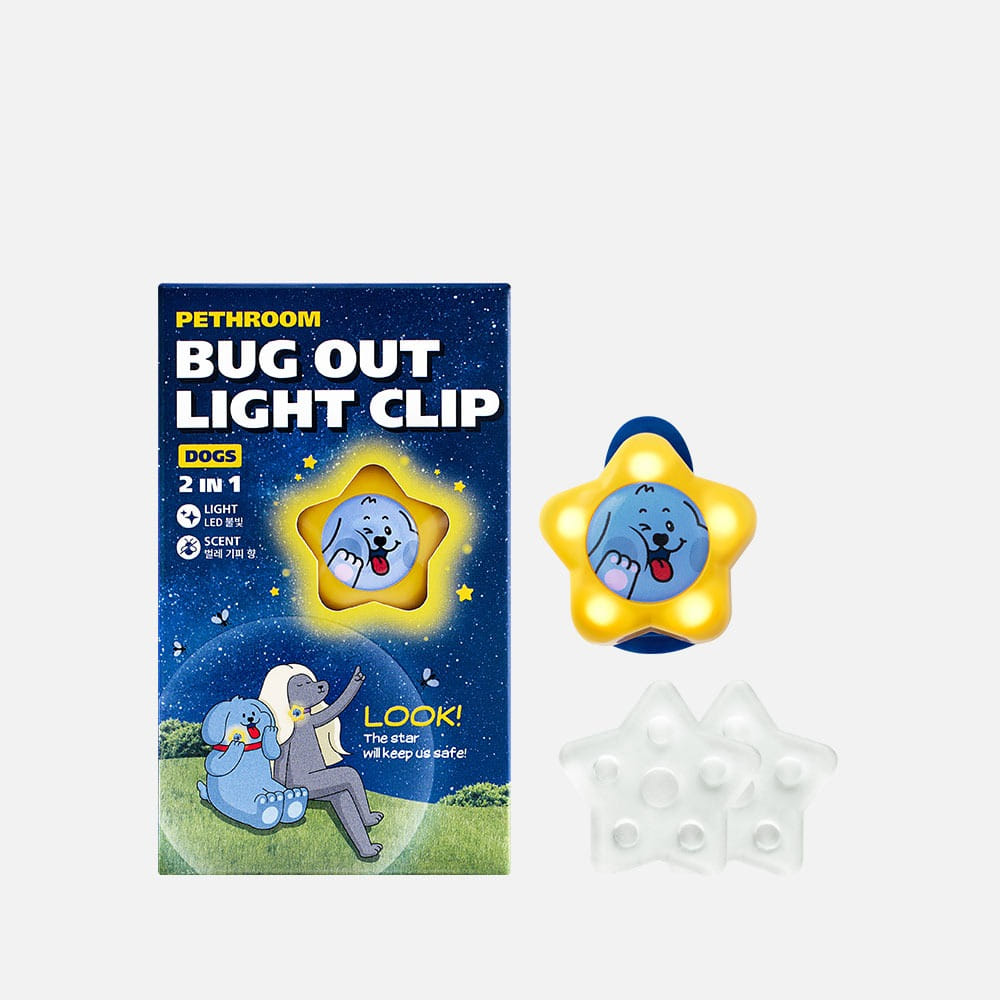 PETHROOM
BUG OUT
LIGHT CLIP
DOGS
2 IN 1
LIGHT
LED 불빛
SCENT
벌레 기피 향
LOOK!
The star
will keep us safe!